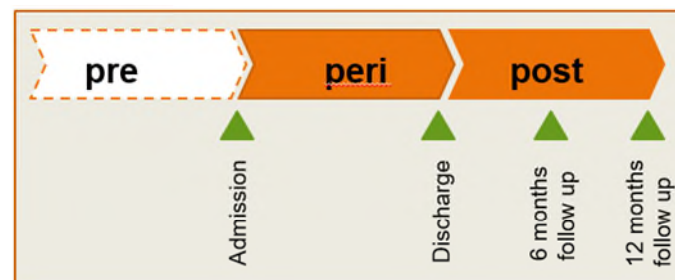 pre
peri
post
Admission
Discharge
6 months
follow up
12 months
follow up